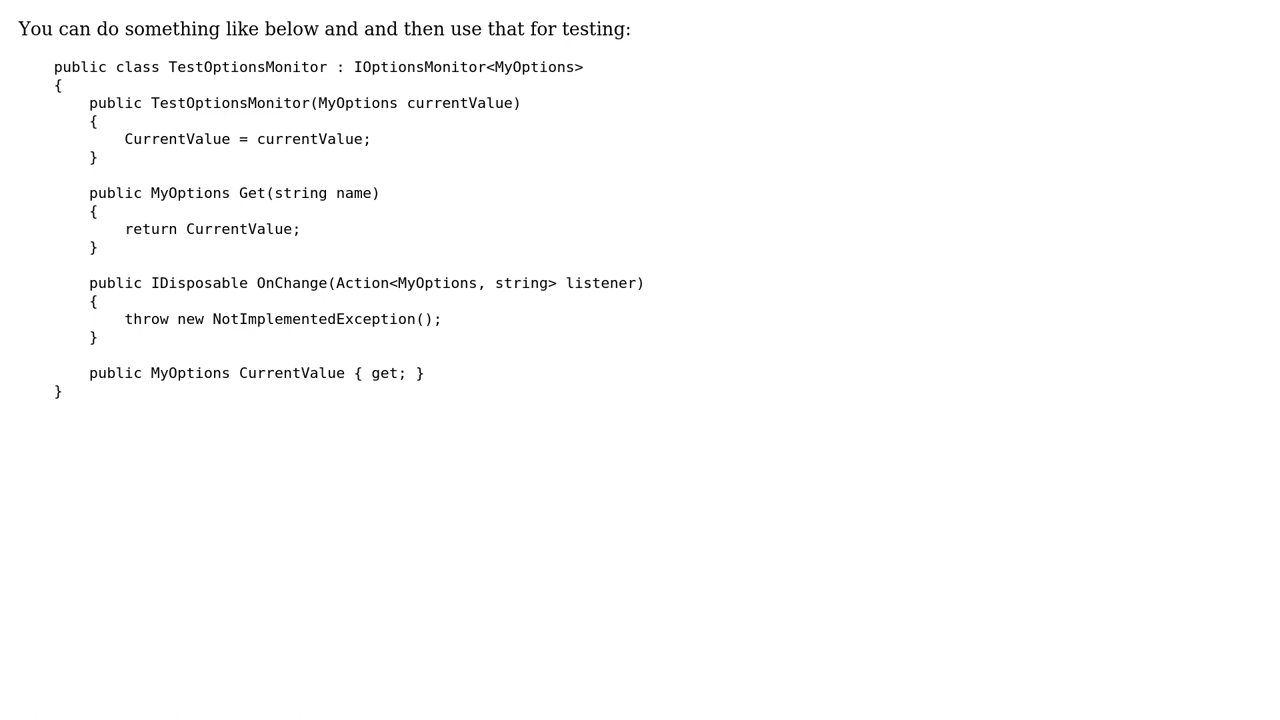 You can do something like below and and then use that for testing:
public class TestOptionsMonitor : IOptionsMonitor<MyOptions>
{
public TestOptionsMonitor(MyOptions currentValue)
{
CurrentValue = currentValue;
}
public MyOptions Get(string name)
{
return CurrentValue;
}
public IDisposable OnChange(Action<MyOptions, string> listener)
{
throw new NotImplementedException();
}
public MyOptions CurrentValue { get; }
}